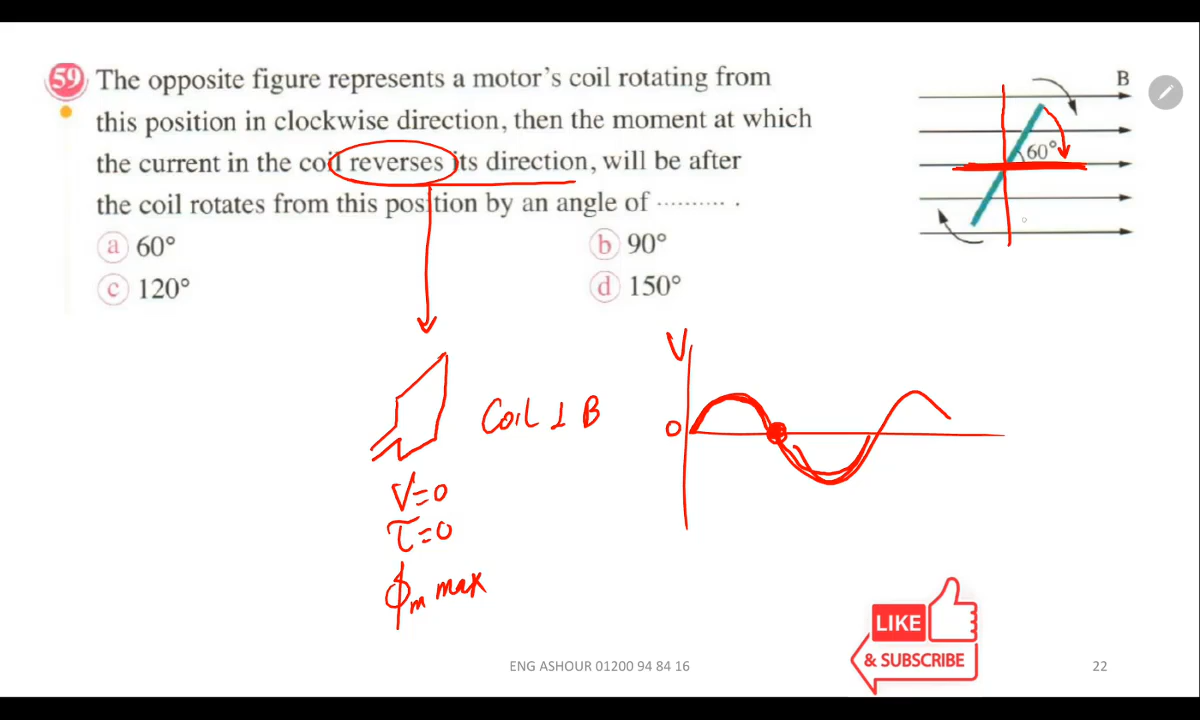 59 The opposite figure represents a motor's coil rotating from
this position in clockwise direction, then the moment at which
the current in the coil reverses its direction, will be after
the coil rotates from this position by an angle of ·········· .
a 60°
b 90°
c 120°
d 150°
B
60°
Coil ⊥ B
V=0
τ=0
ϕm max
V
0
LIKE
& SUBSCRIBE
ENG ASHOUR 01200 94 84 16
22